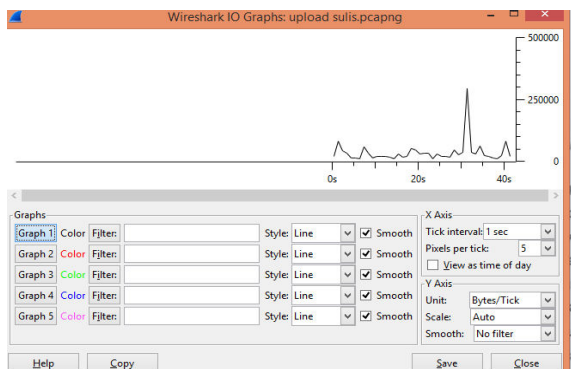 Wireshark IO Graphs: upload sulis.pcapng
500000
250000
0
0s 20s 40s
Graphs
Graph 1 Color Filter: Style: Line Smooth
Graph 2 Color Filter: Style: Line Smooth
Graph 3 Color Filter: Style: Line Smooth
Graph 4 Color Filter: Style: Line Smooth
Graph 5 Color Filter: Style: Line Smooth
X Axis
Tick interval: 1 sec
Pixels per tick: 5
View as time of day
Y Axis
Unit: Bytes/Tick
Scale: Auto
Smooth: No filter
Help Copy Save Close